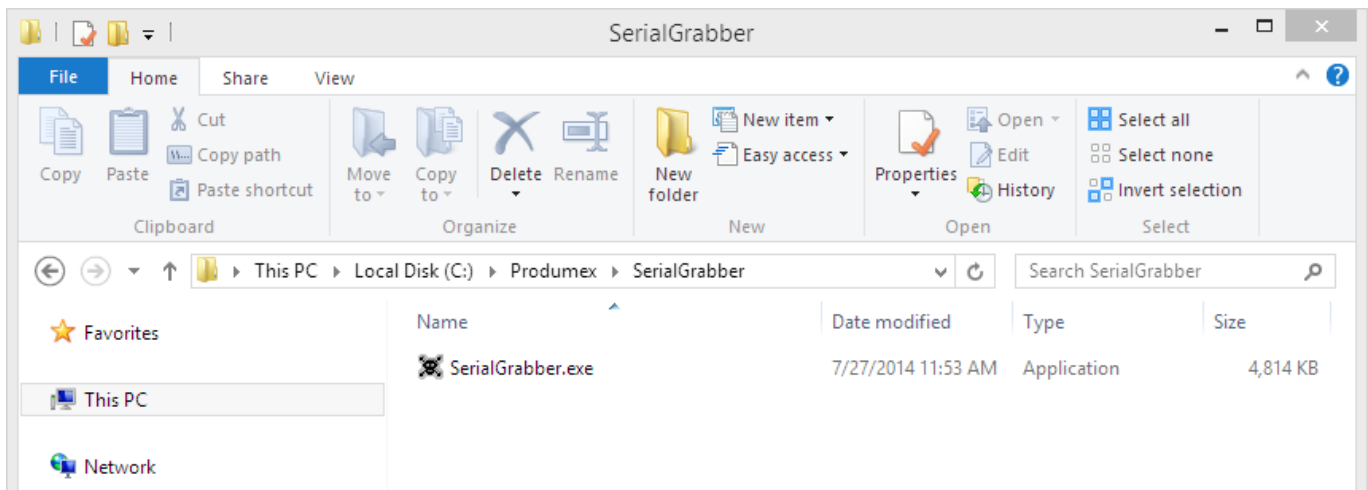 SerialGrabber
File Home Share View
Copy
Paste
Cut
Copy path
Paste shortcut
Clipboard
Move to
Copy to
Delete
Rename
Organize
New folder
New item
Easy access
New
Properties
Open
Edit
History
Open
Select all
Select none
Invert selection
Select
This PC Local Disk (C:) Produmex SerialGrabber
Search SerialGrabber
Favorites
This PC
Network
Name Date modified Type Size
SerialGrabber.exe 7/27/2014 11:53 AM Application 4,814 KB